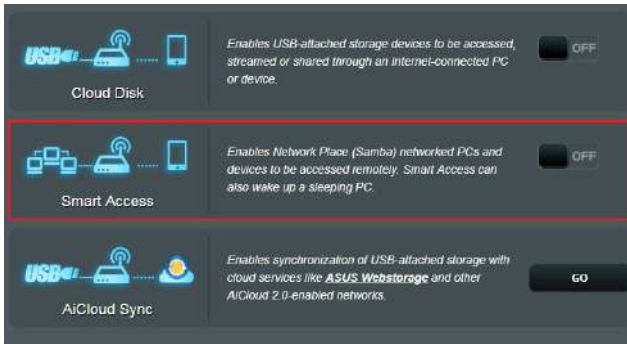 Enables USB-attached storage devices to be accessed,
streamed or shared through an Internet-connected PC
or device.
OFF
USB
Cloud Disk
Enables Network Place (Samba) networked PCs and
devices to be accessed remotely. Smart Access can
also wake up a sleeping PC.
OFF
Smart Access
Enables synchronization of USB-attached storage with
cloud services like ASUS Webstorage and other
AiCloud 2.0-enabled networks.
GO
USB
AiCloud Sync